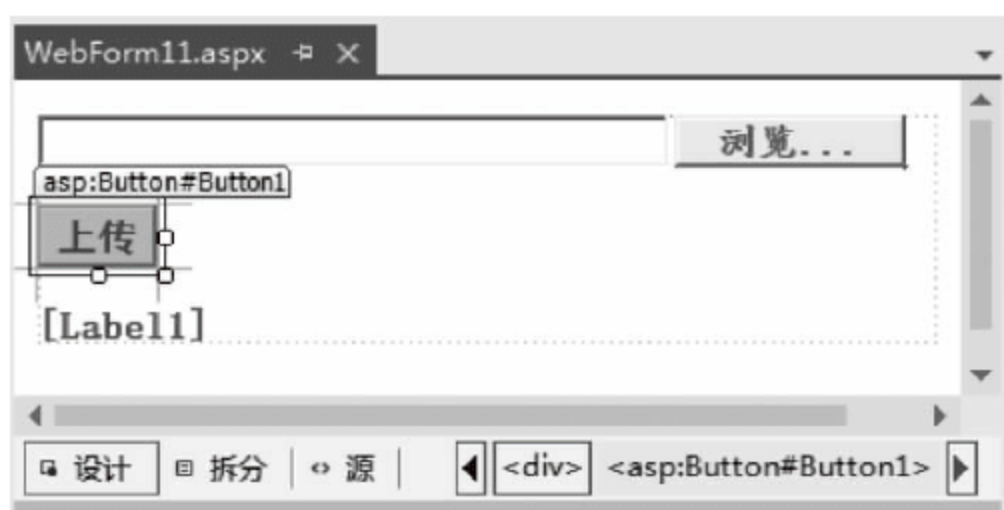 WebForm11.aspx
浏览...
asp:Button#Button1
上传
[Label1]
设计 拆分 源 <div> <asp:Button#Button1>